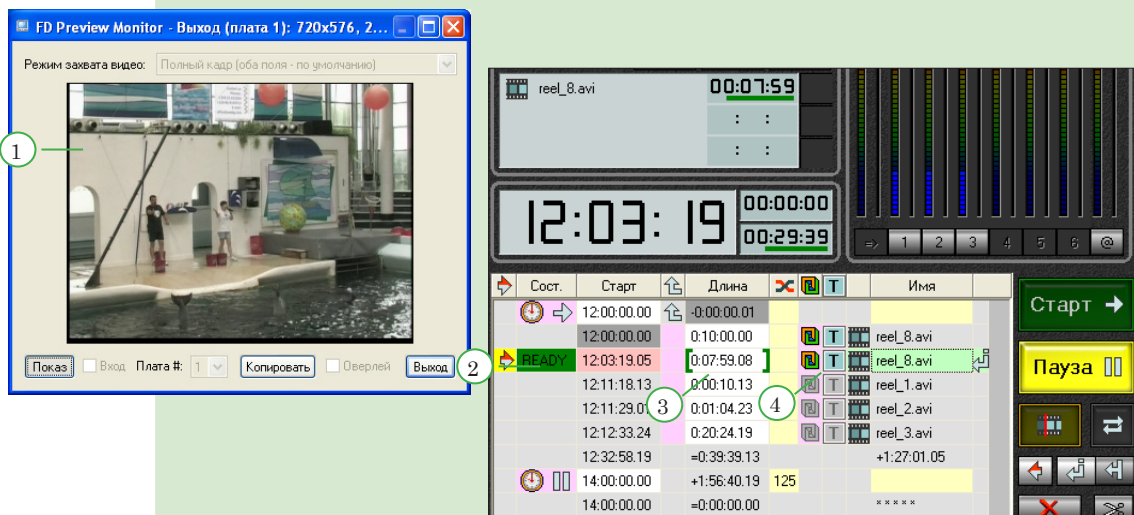 FD Preview Monitor - Выход (плата 1): 720x576, 2...
Режим захвата видео: Полный кадр (оба поля - по умолчанию)
1
Показ Вход Плата #: 1 Копировать Оверлей Выход
2
reel_8.avi 00:07:59
: :
: :
12:03:19 00:00:00
00:29:39
=> 1 2 3 4 5 6 @
Сост. Старт Длина T Имя
12:00:00.00 -0:00:00.01
12:00:00.00 0:10:00.00 T reel_8.avi
READY 12:03:19.05 0:07:59.08 T reel_8.avi
12:11:18.13 0:00:10.13 T reel_1.avi
3
4
12:11:29.01 0:01:04.23 T reel_2.avi
12:12:33.24 0:20:24.19 T reel_3.avi
12:32:58.19 =0:39:39.13 +1:27:01.05
14:00:00.00 +1:56:40.19 125
14:00:00.00 =0:00:00.00 *****
Старт
Пауза